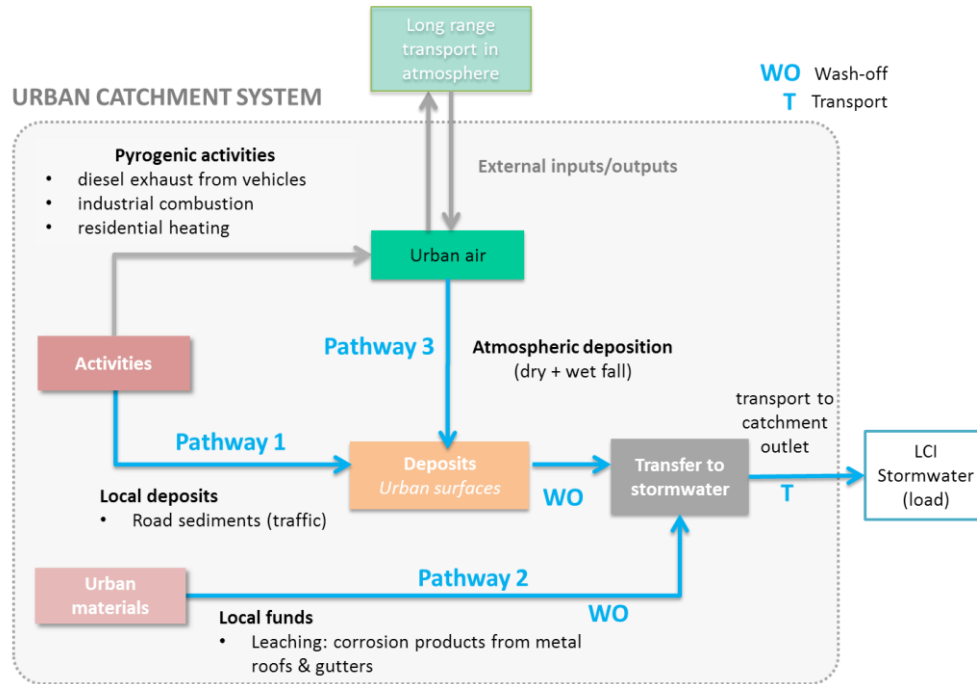 Long range
transport in
atmosphere
WO Wash-off
T Transport
URBAN CATCHMENT SYSTEM
Pyrogenic activities
• diesel exhaust from vehicles
• industrial combustion
• residential heating
External inputs/outputs
Urban air
Pathway 3
Atmospheric deposition
(dry + wet fall)
Activities
transport to
catchment
outlet
Pathway 1
Deposits
Urban surfaces
WO
Transfer to
stormwater
T
LCI
Stormwater
(load)
Local deposits
• Road sediments (traffic)
Urban
materials
Pathway 2
WO
Local funds
• Leaching: corrosion products from metal
roofs & gutters